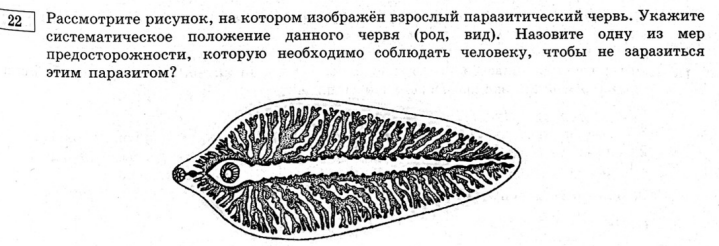 22
Рассмотрите рисунок, на котором изображён взрослый паразитический червь. Укажите
систематическое положение данного червя (род, вид). Назовите одну из мер
предосторожности, которую необходимо соблюдать человеку, чтобы не заразиться
этим паразитом?